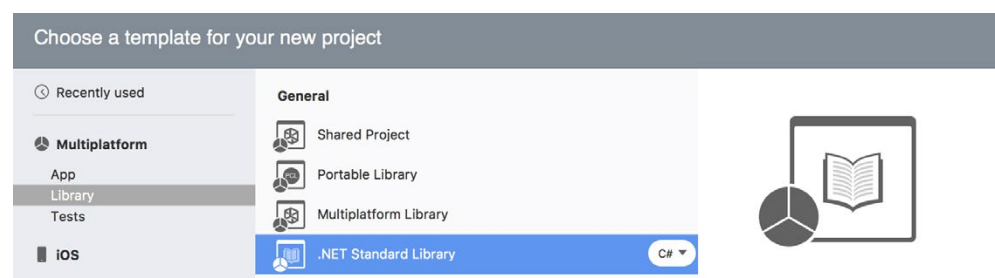 Choose a template for your new project
Recently used
Multiplatform
App
Library
Tests
iOS
General
Shared Project
PCL
Portable Library
Multiplatform Library
.NET Standard Library
C#